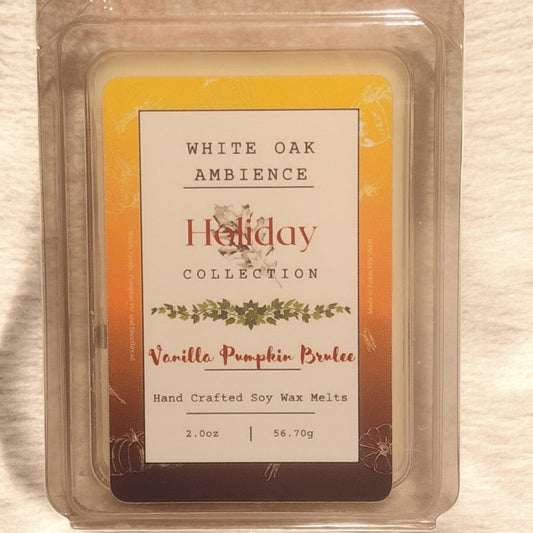 WHITE OAK
AMBIENCE
Holiday
COLLECTION
Vanilla Pumpkin Brulee
Hand Crafted Soy Wax Melts
2.0oz | 56.70g